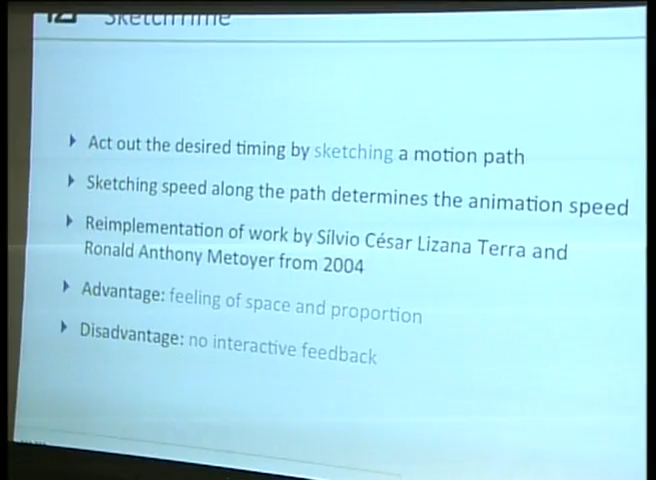 SketchTime
Act out the desired timing by sketching a motion path
Sketching speed along the path determines the animation speed
Reimplementation of work by Sílvio César Lizana Terra and
Ronald Anthony Metoyer from 2004
Advantage: feeling of space and proportion
Disadvantage: no interactive feedback